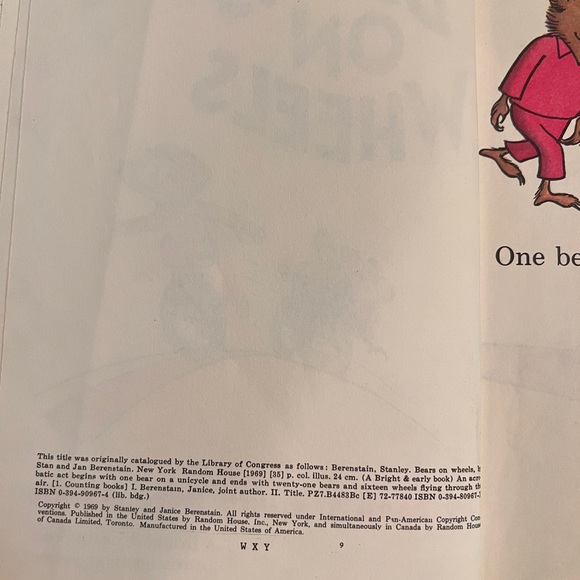 ON
WHEELS
One be
This title was originally catalogued by the Library of Congress as follows: Berenstain, Stanley. Bears on wheels, b
Stan and Jan Berenstain. New York Random House [1969] [35] p. col. illus. 24 cm. (A Bright & early book) An acro
batic act begins with one bear on a unicycle and ends with twenty-one bears and sixteen wheels flying through th
air. [1. Counting books] I. Berenstain, Janice, joint author. II. Title. PZ7.B4483Bc [E] 72-77840 ISBN 0-394-80967-
ISBN 0-394-90967-4 (lib. bdg.)
Copyright © 1969 by Stanley and Janice Berenstain. All rights reserved under International and Pan-American Copyright Con-
ventions. Published in the United States by Random House, Inc., New York, and simultaneously in Canada by Random House
of Canada Limited, Toronto. Manufactured in the United States of America.
W X Y 9